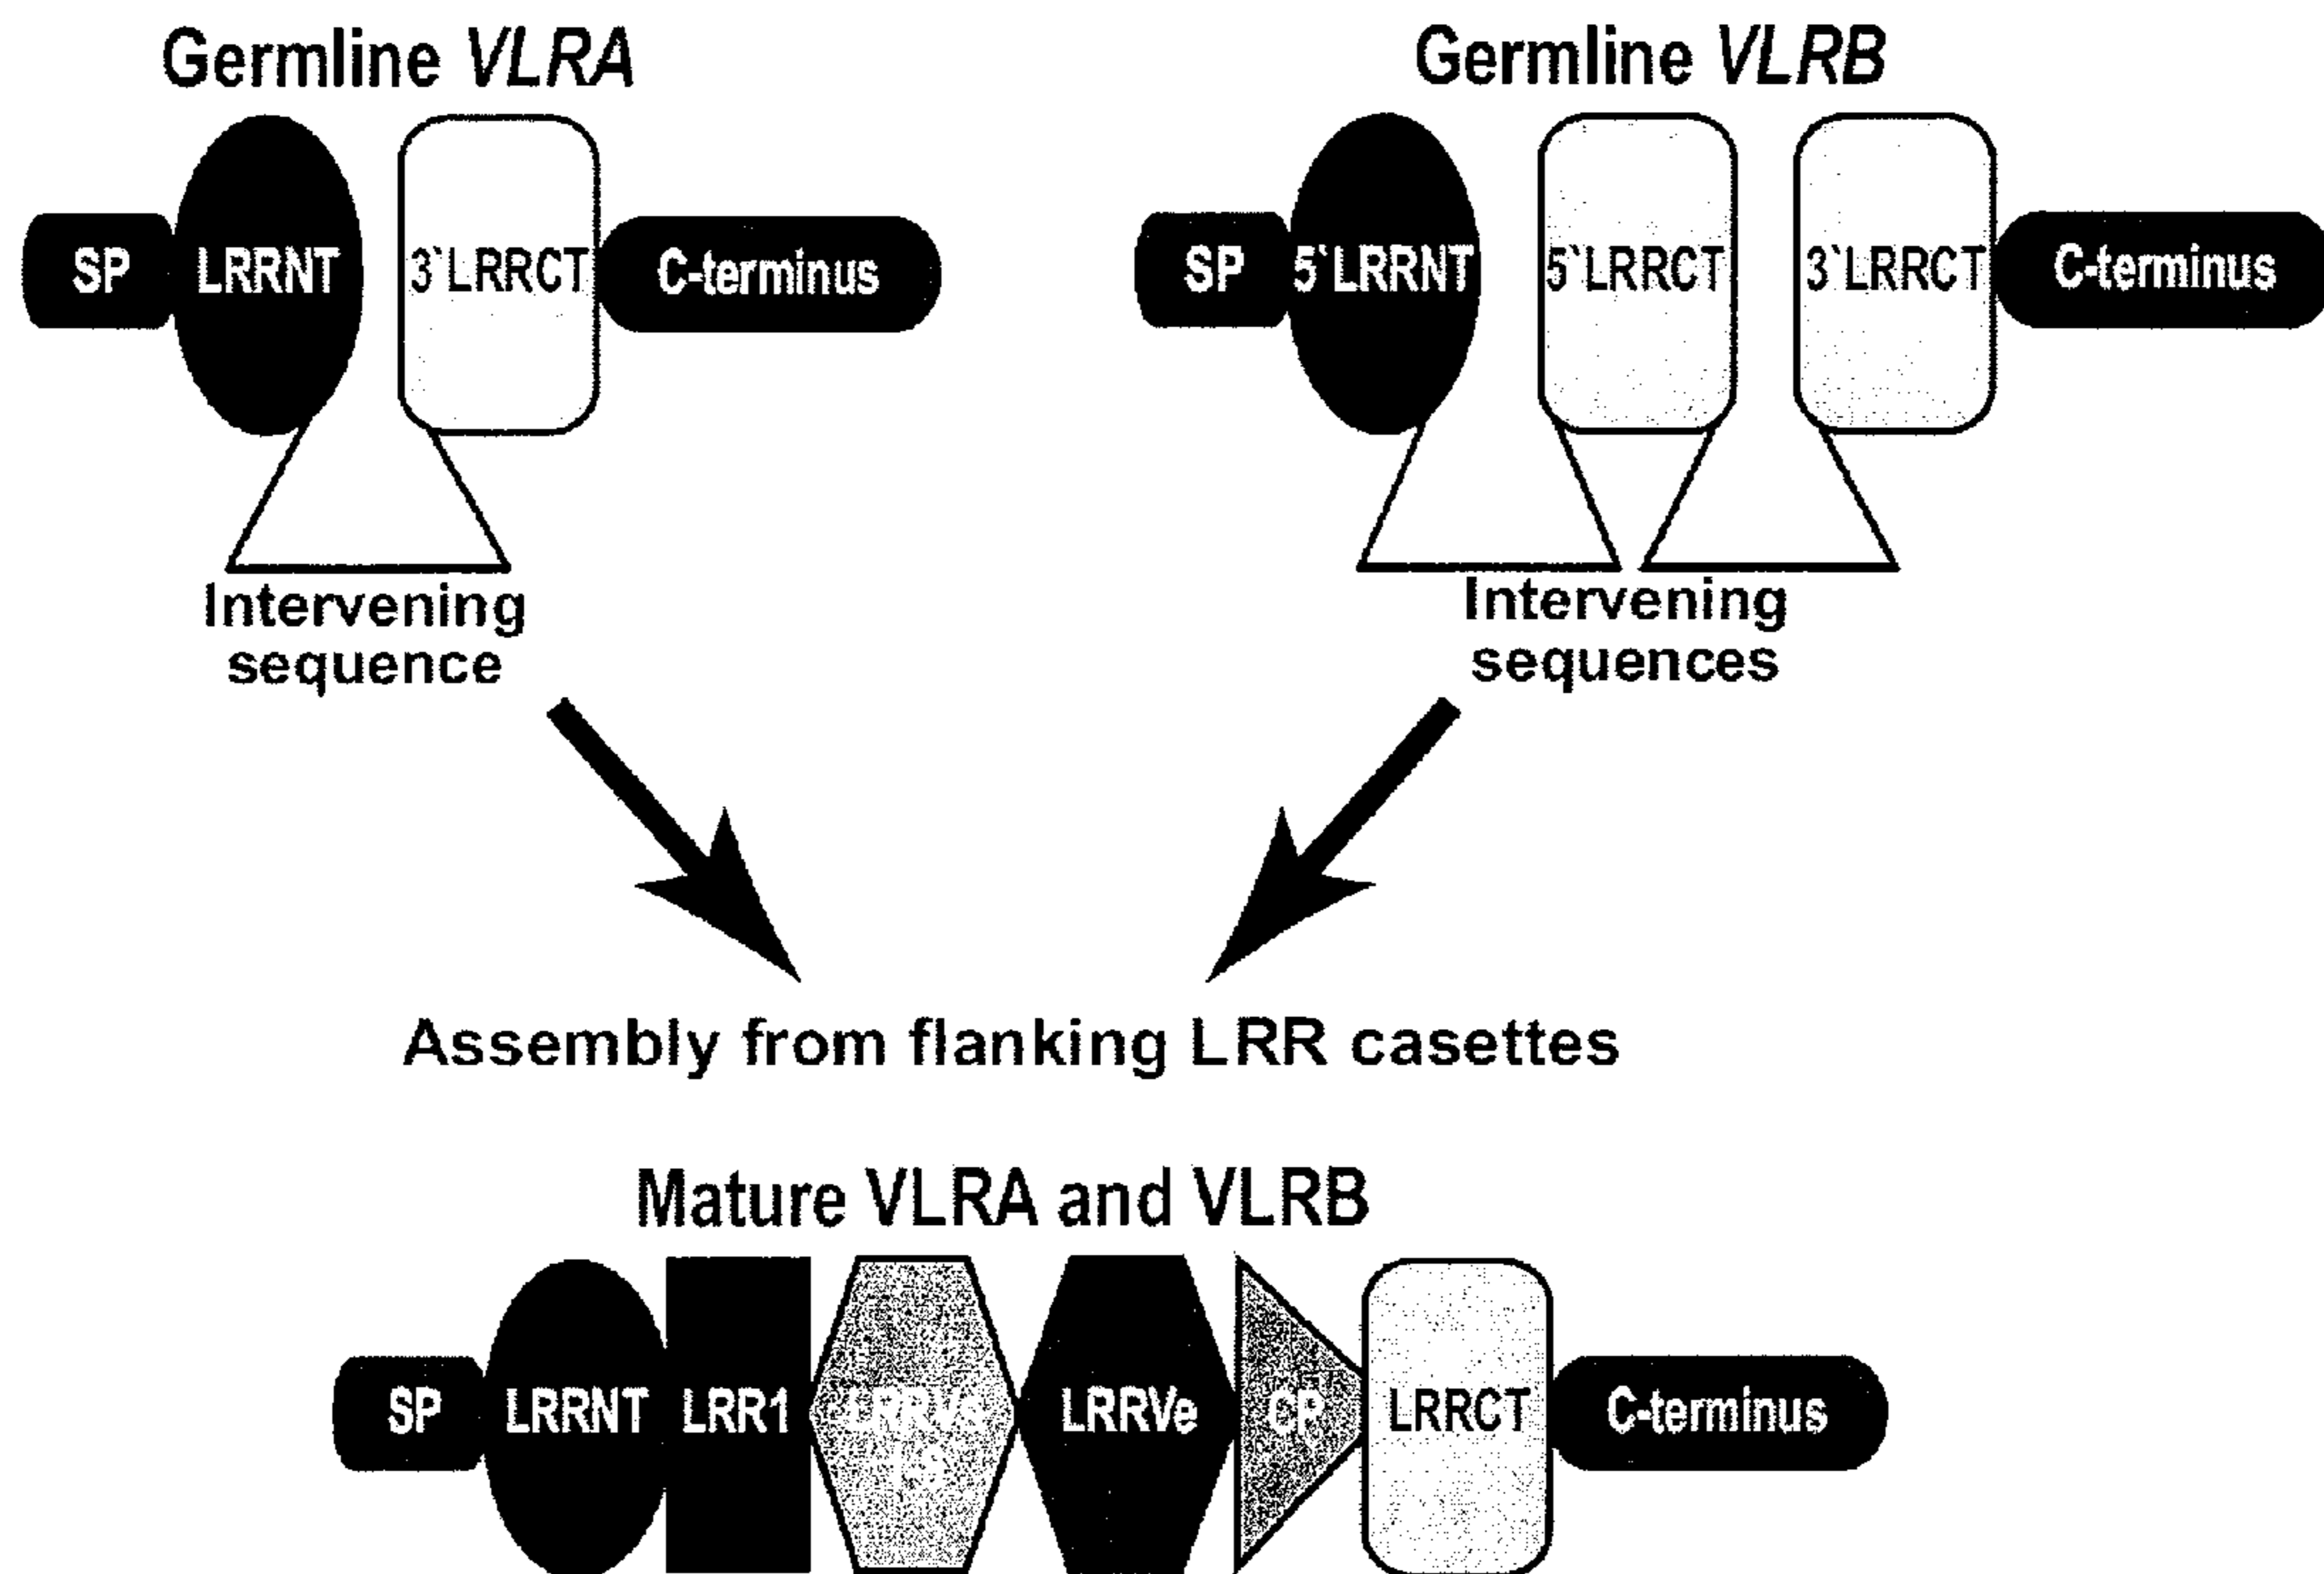 Germline VLRA
Germline VLRB
SP
LRRNT
3`LRRCT
C-terminus
SP
5`LRRNT
5`LRRCT
3`LRRCT
C-terminus
Intervening
sequence
Intervening
sequences
Assembly from flanking LRR casettes
Mature VLRA and VLRB
SP
LRRNT
LRR1
LRRVs
LRRVe
CP
LRRCT
C-terminus